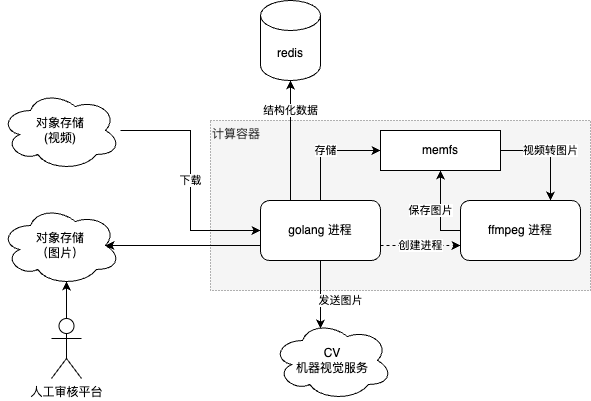 redis
结构化数据
对象存储
(视频)
计算容器
存储
memfs
视频转图片
下载
保存图片
golang 进程
ffmpeg 进程
对象存储
(图片)
创建进程
发送图片
CV
机器视觉服务
人工审核平台